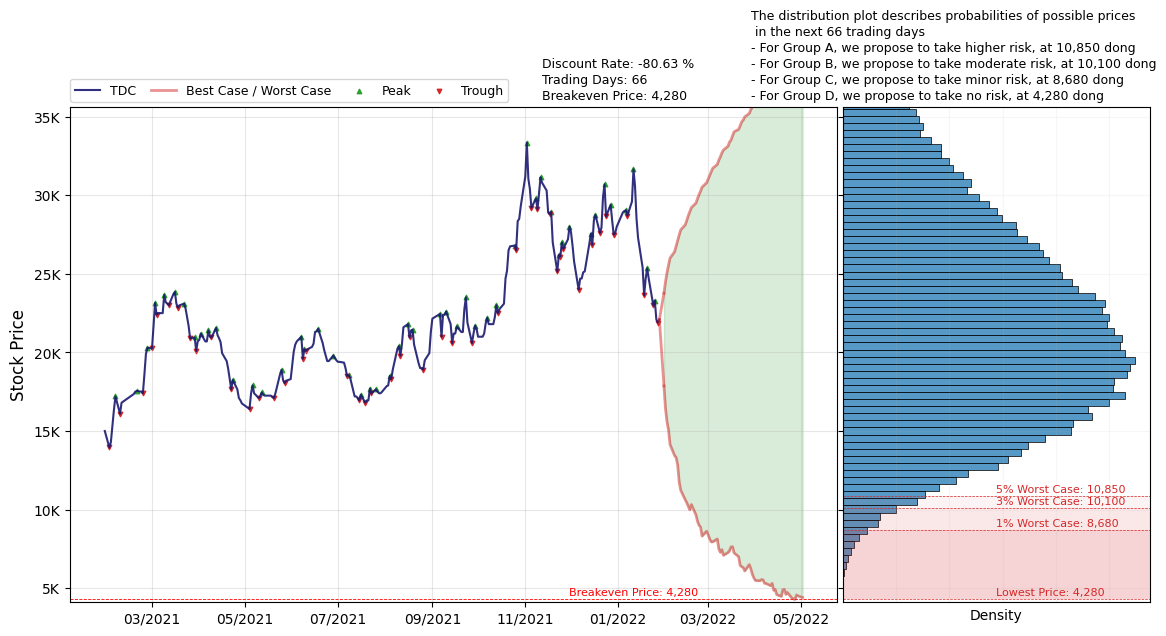 The distribution plot describes probabilities of possible prices
in the next 66 trading days
- For Group A, we propose to take higher risk, at 10,850 dong
- For Group B, we propose to take moderate risk, at 10,100 dong
- For Group C, we propose to take minor risk, at 8,680 dong
- For Group D, we propose to take no risk, at 4,280 dong
Discount Rate: -80.63 %
Trading Days: 66
Breakeven Price: 4,280
TDC Best Case / Worst Case Peak Trough
Stock Price
35K
30K
25K
20K
15K
10K
5K
5% Worst Case: 10,850
3% Worst Case: 10,100
1% Worst Case: 8,680
Breakeven Price: 4,280
Lowest Price: 4,280
03/2021 05/2021 07/2021 09/2021 11/2021 01/2022 03/2022 05/2022
Density